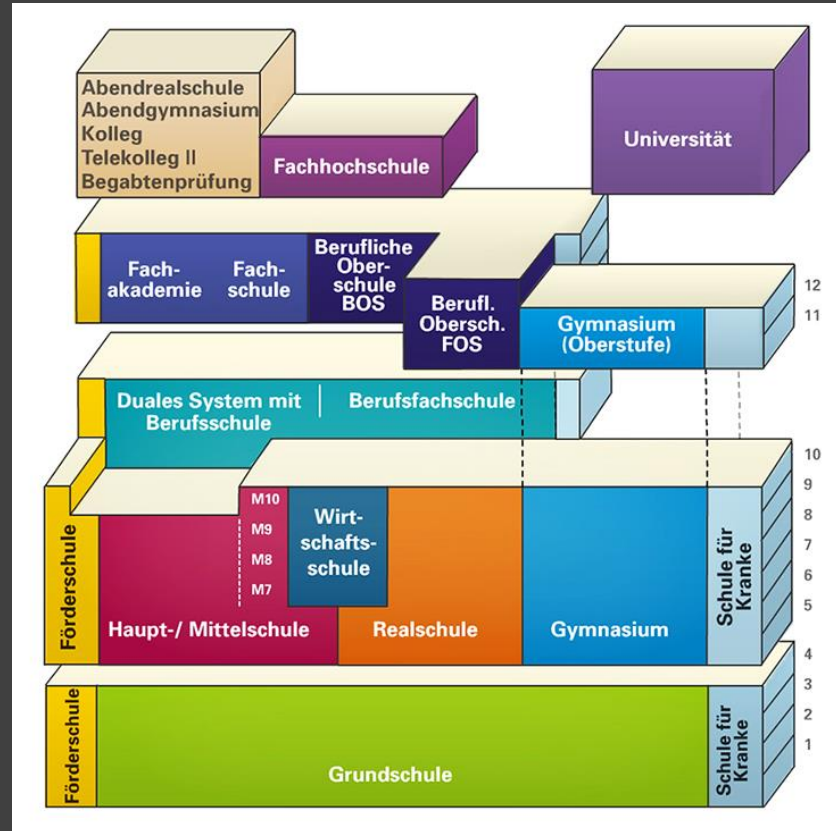 Abendrealschule
Abendgymnasium
Kolleg
Telekolleg II
Begabtenprüfung
Fachhochschule
Universität
Fach-
akademie
Fach-
schule
Berufliche
Ober-
schule
BOS
Berufl.
Obersch.
FOS
Gymnasium
(Oberstufe)
12
11
Duales System mit
Berufsschule
Berufsfachschule
Förderschule
Haupt-/ Mittelschule
M10
M9
M8
M7
Wirt-
schafts-
schule
Realschule
Gymnasium
Schule für
Kranke
10
9
8
7
6
5
Förderschule
Grundschule
Schule für
Kranke
4
3
2
1